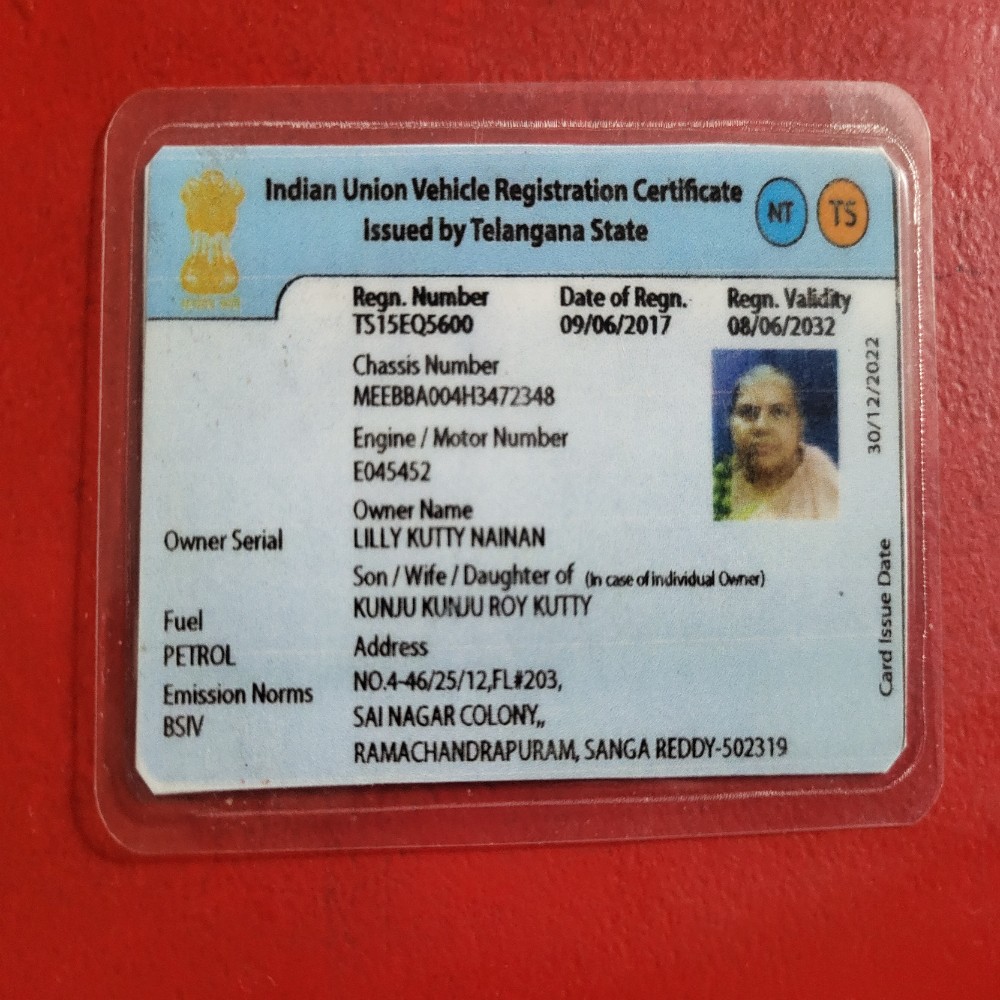 Indian Union Vehicle Registration Certificate
Issued by Telangana State
NT TS
Regn. Number Date of Regn. Regn. Validity
TS15EQ5600 09/06/2017 08/06/2032
Chassis Number
MEEBBA004H3472348
Engine / Motor Number
E045452
Owner Name
Owner Serial LILLY KUTTY NAINAN
Son / Wife / Daughter of (In case of individual Owner)
KUNJU KUNJU ROY KUTTY
Fuel
PETROL
Address
Emission Norms NO.4-46/25/12,FL#203,
BSIV SAI NAGAR COLONY,,
RAMACHANDRAPURAM, SANGA REDDY-502319
Card Issue Date 30/12/2022